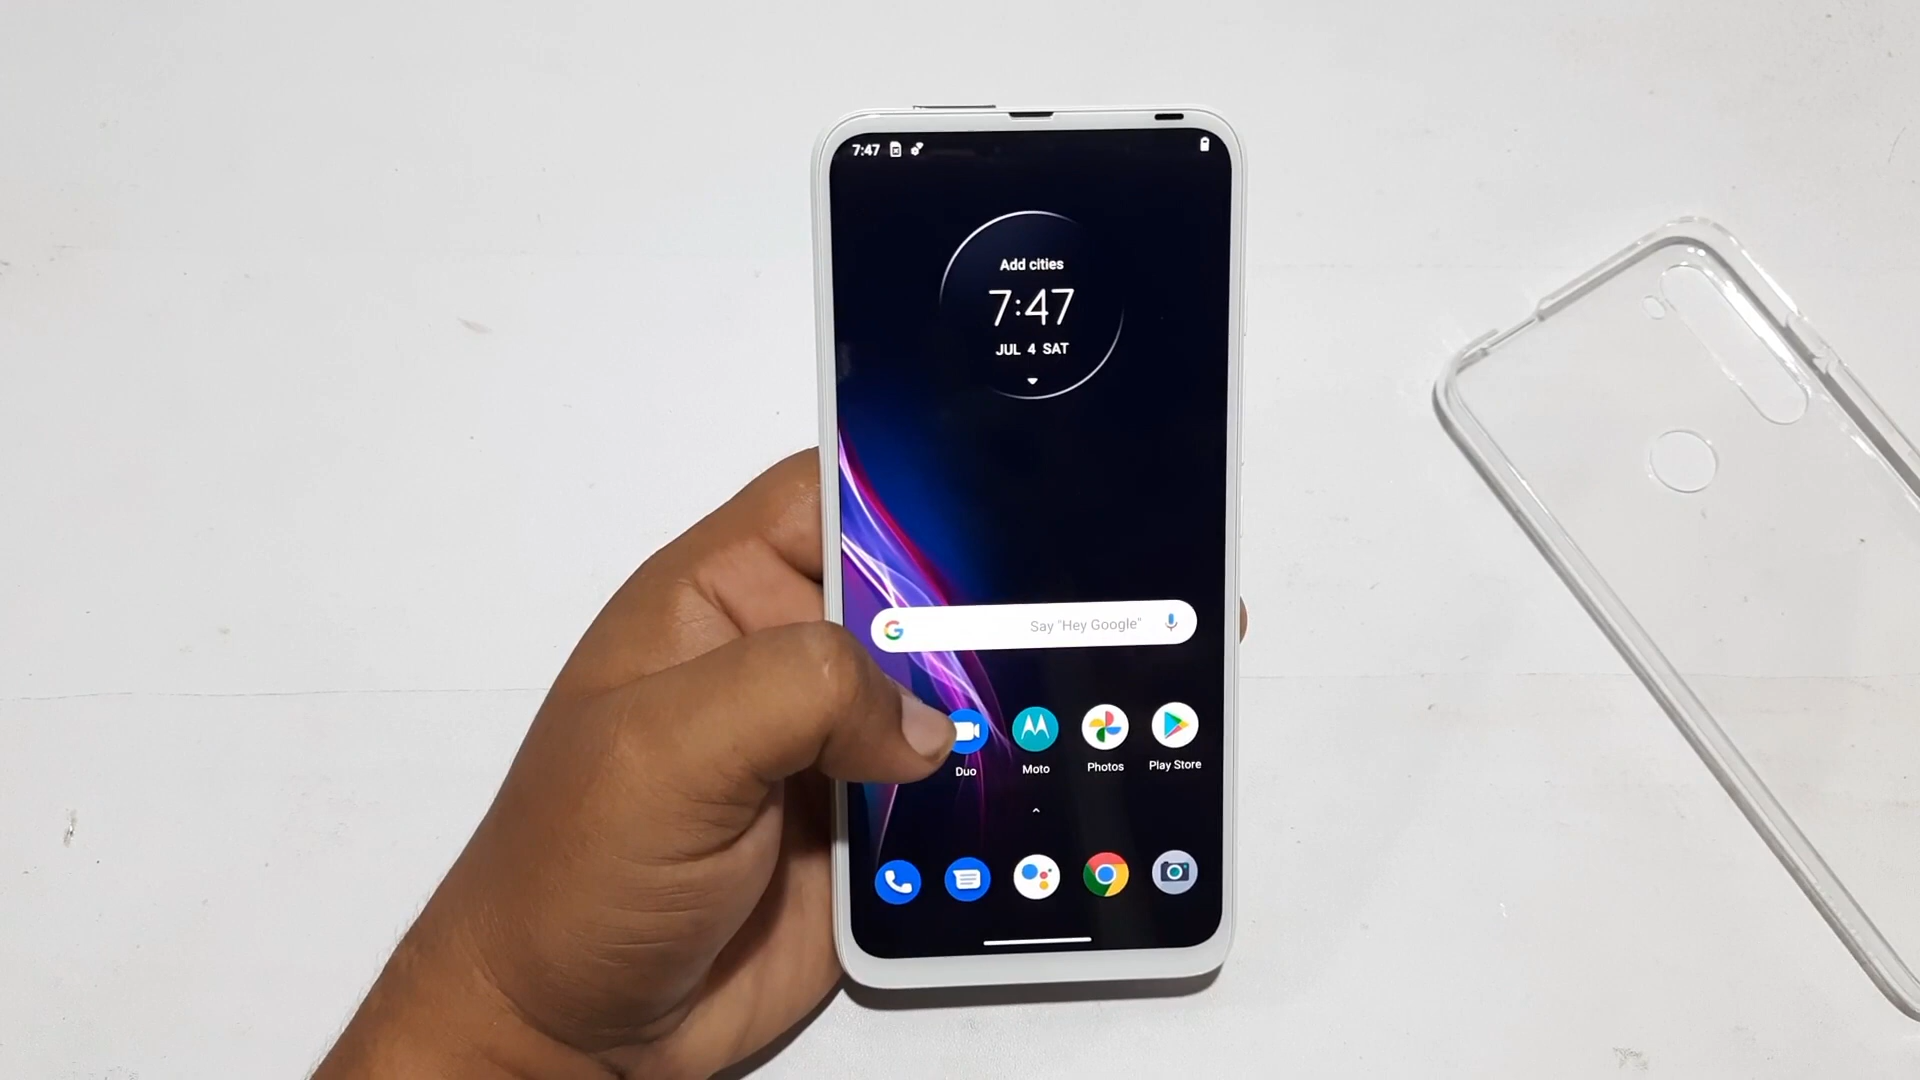 7:47
Add cities
7:47
JUL 4 SAT
Say "Hey Google"
Duo
Moto
Photos
Play Store